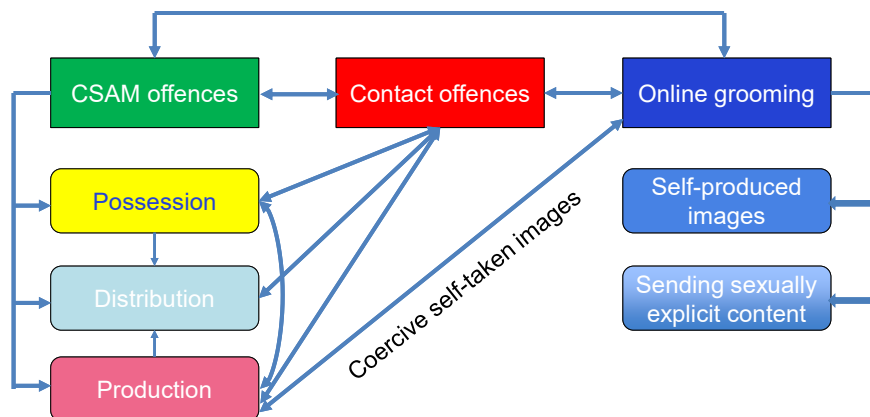 CSAM offences
Contact offences
Online grooming
Possession
Self-produced
images
Distribution
Coercive self-taken images
Sending sexually
explicit content
Production